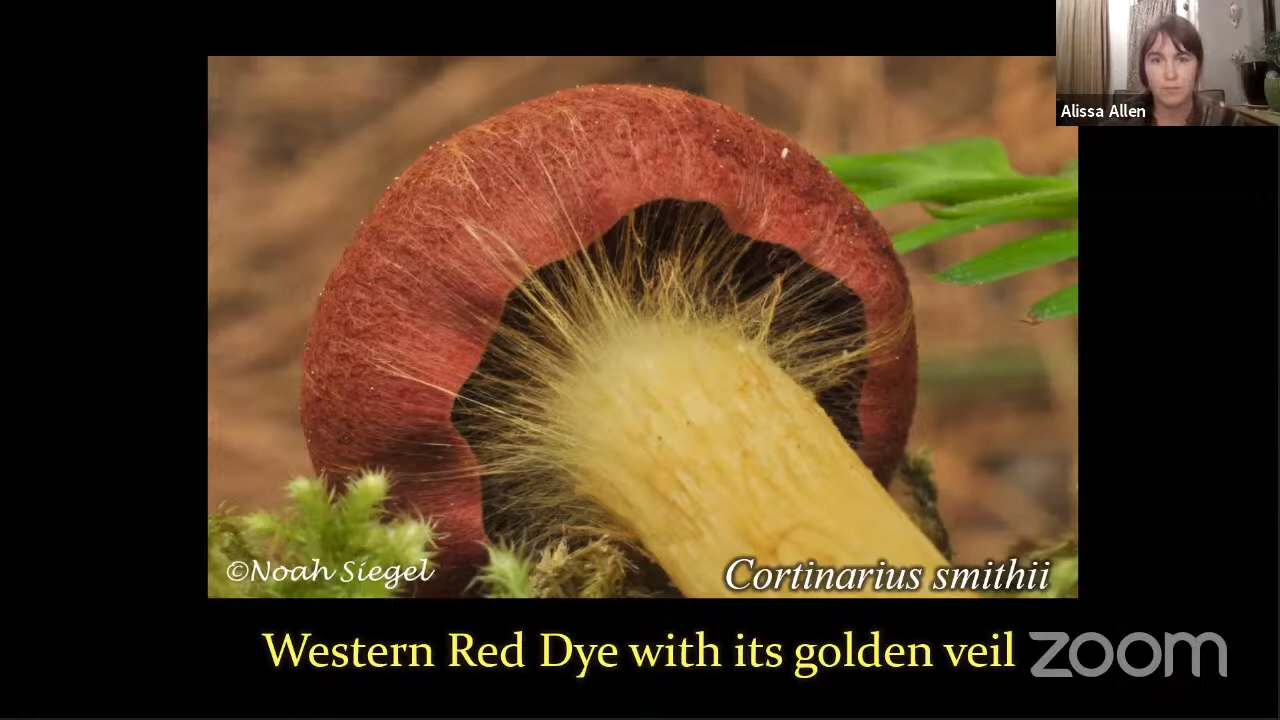 Alissa Allen
©Noah Siegel
Cortinarius smithii
Western Red Dye with its golden veil
zoom